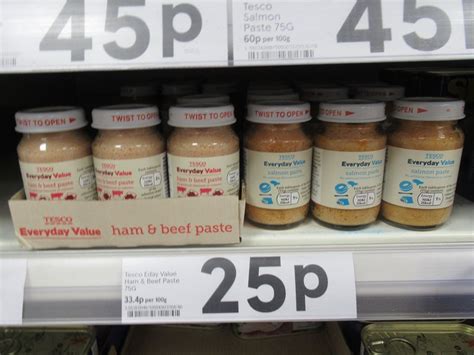 45p
Tesco
Salmon
Paste 75G
60p per 100g
45
TWIST TO OPEN
TWIST TO OPEN
TWIST TO OPEN
TWIST TO OPEN
TWIST TO OPEN
TWIST TO OPEN
TESCO
Everyday Value
ham & beef paste
TESCO
Everyday Value
ham & beef paste
TESCO
Everyday Value
ham & beef paste
TESCO
Everyday Value
salmon paste
TESCO
Everyday Value
salmon paste
TESCO
Everyday Value
salmon paste
TESCO
Everyday Value ham & beef paste
Tesco Eday Value
Ham & Beef Paste
75G
33.4p per 100g
25p